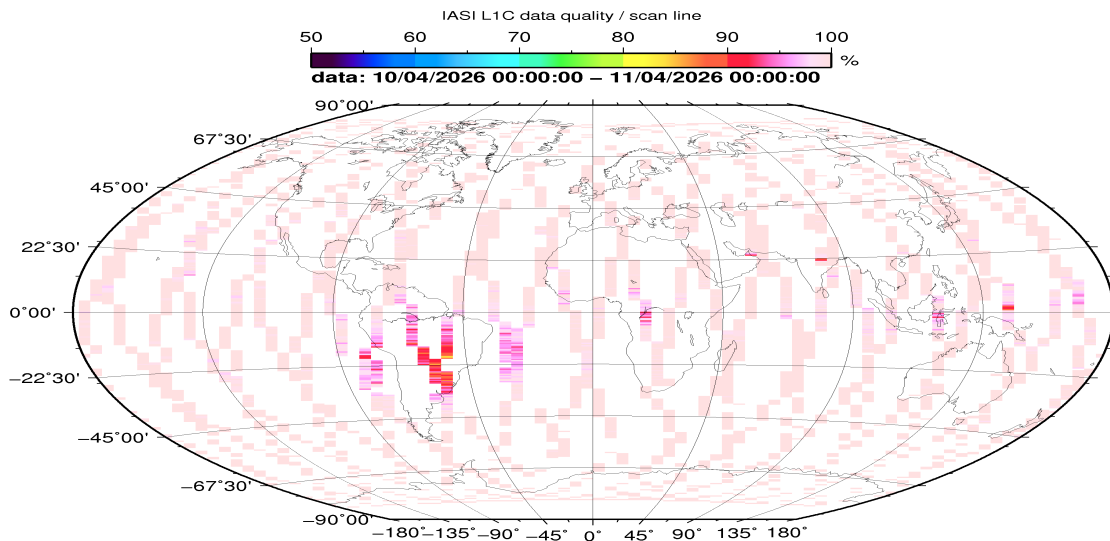 IASI L1C data quality / scan line
50 60 70 80 90 100
%
data: 10/04/2026 00:00:00 − 11/04/2026 00:00:00
90°00'
67°30'
45°00'
22°30'
0°00'
−22°30'
−45°00'
−67°30'
−90°00'
−180°−135° −90° −45° 0° 45° 90° 135° 180°